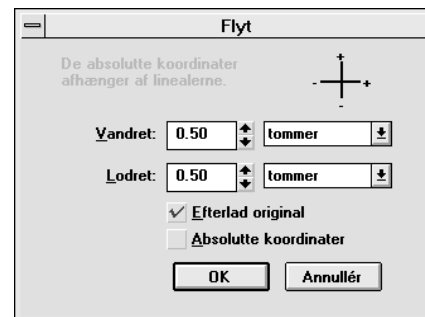 Flyt
De absolutte koordinater
afhænger af linealerne.
+
- +
-
Vandret: 0.50 tommer
Lodret: 0.50 tommer
Efterlad original
Absolutte koordinater
OK Annullér